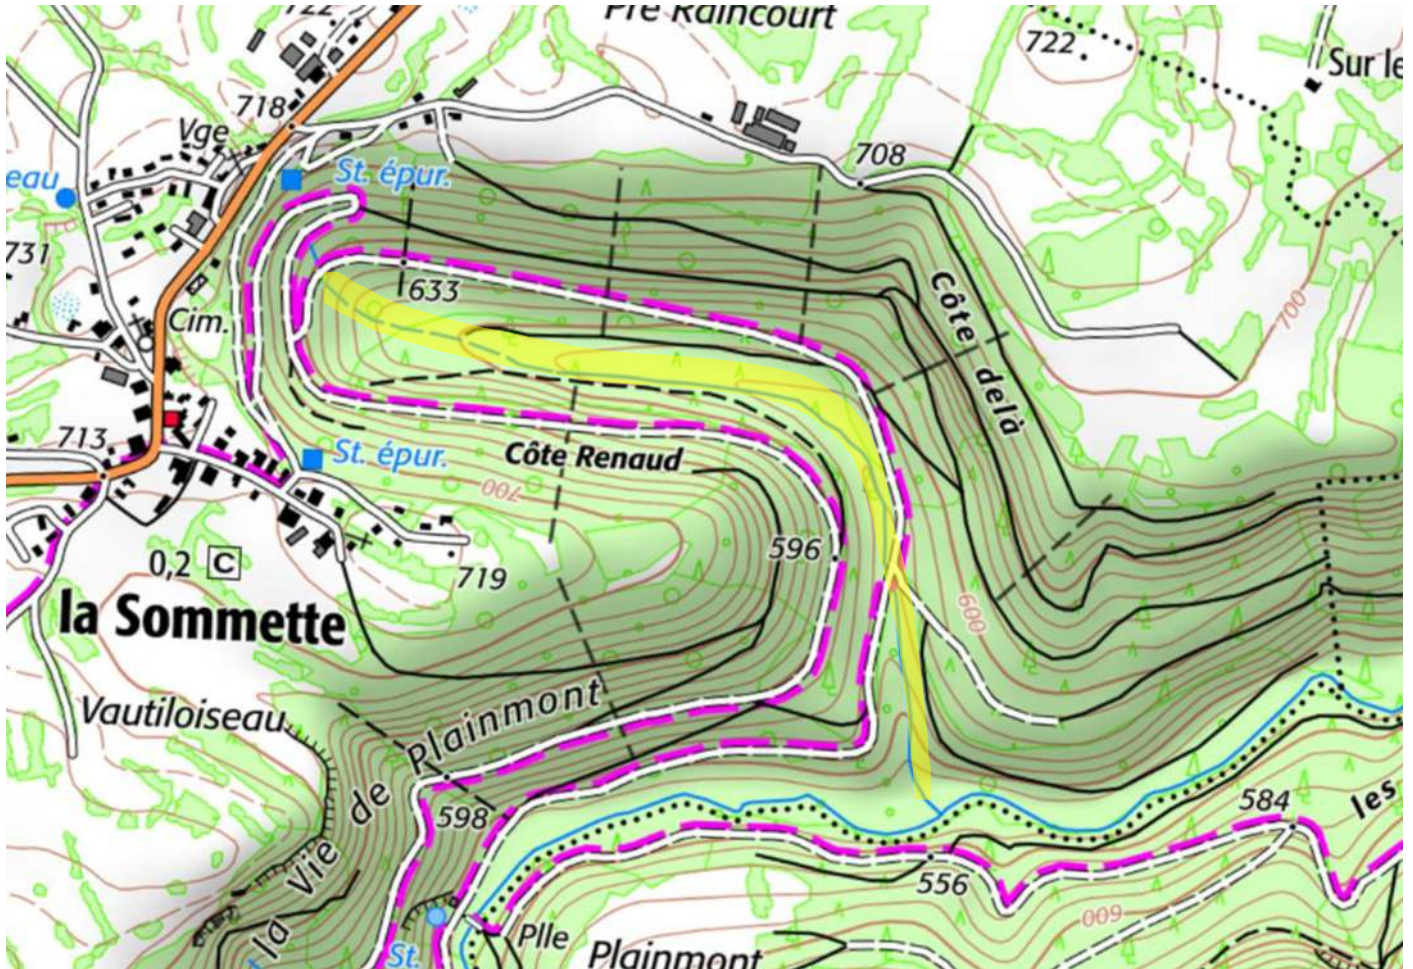 722
Pré Raincourt
722
Sur le
718
Vge
St. épur.
708
eau
731
633
Cim.
Côte delà
700
713
St. épur.
Côte Renaud
700
596
0,2 C
719
la Sommette
600
Vautiloiseau
la Vie de Plainmont
598
584
les
556
600
Plle
St.
Plainmont